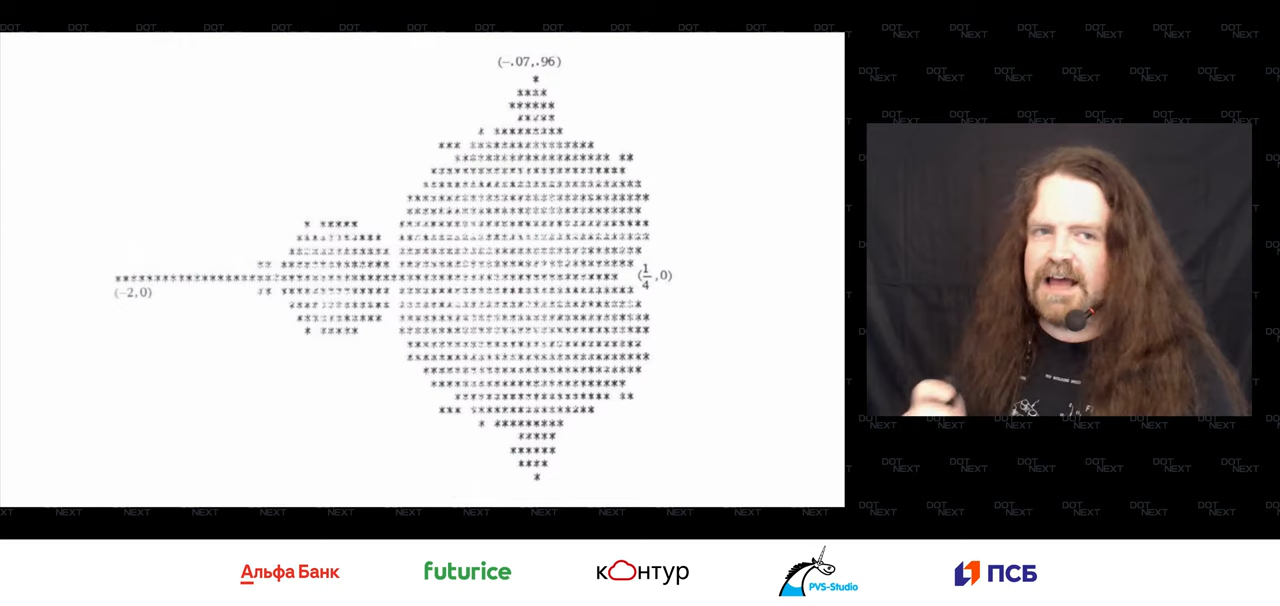 (-.07,.96)
(1/4,0)
(-2,0)
DOT NEXT
Альфа Банк
futurice
контур
PVS-Studio
ПСБ